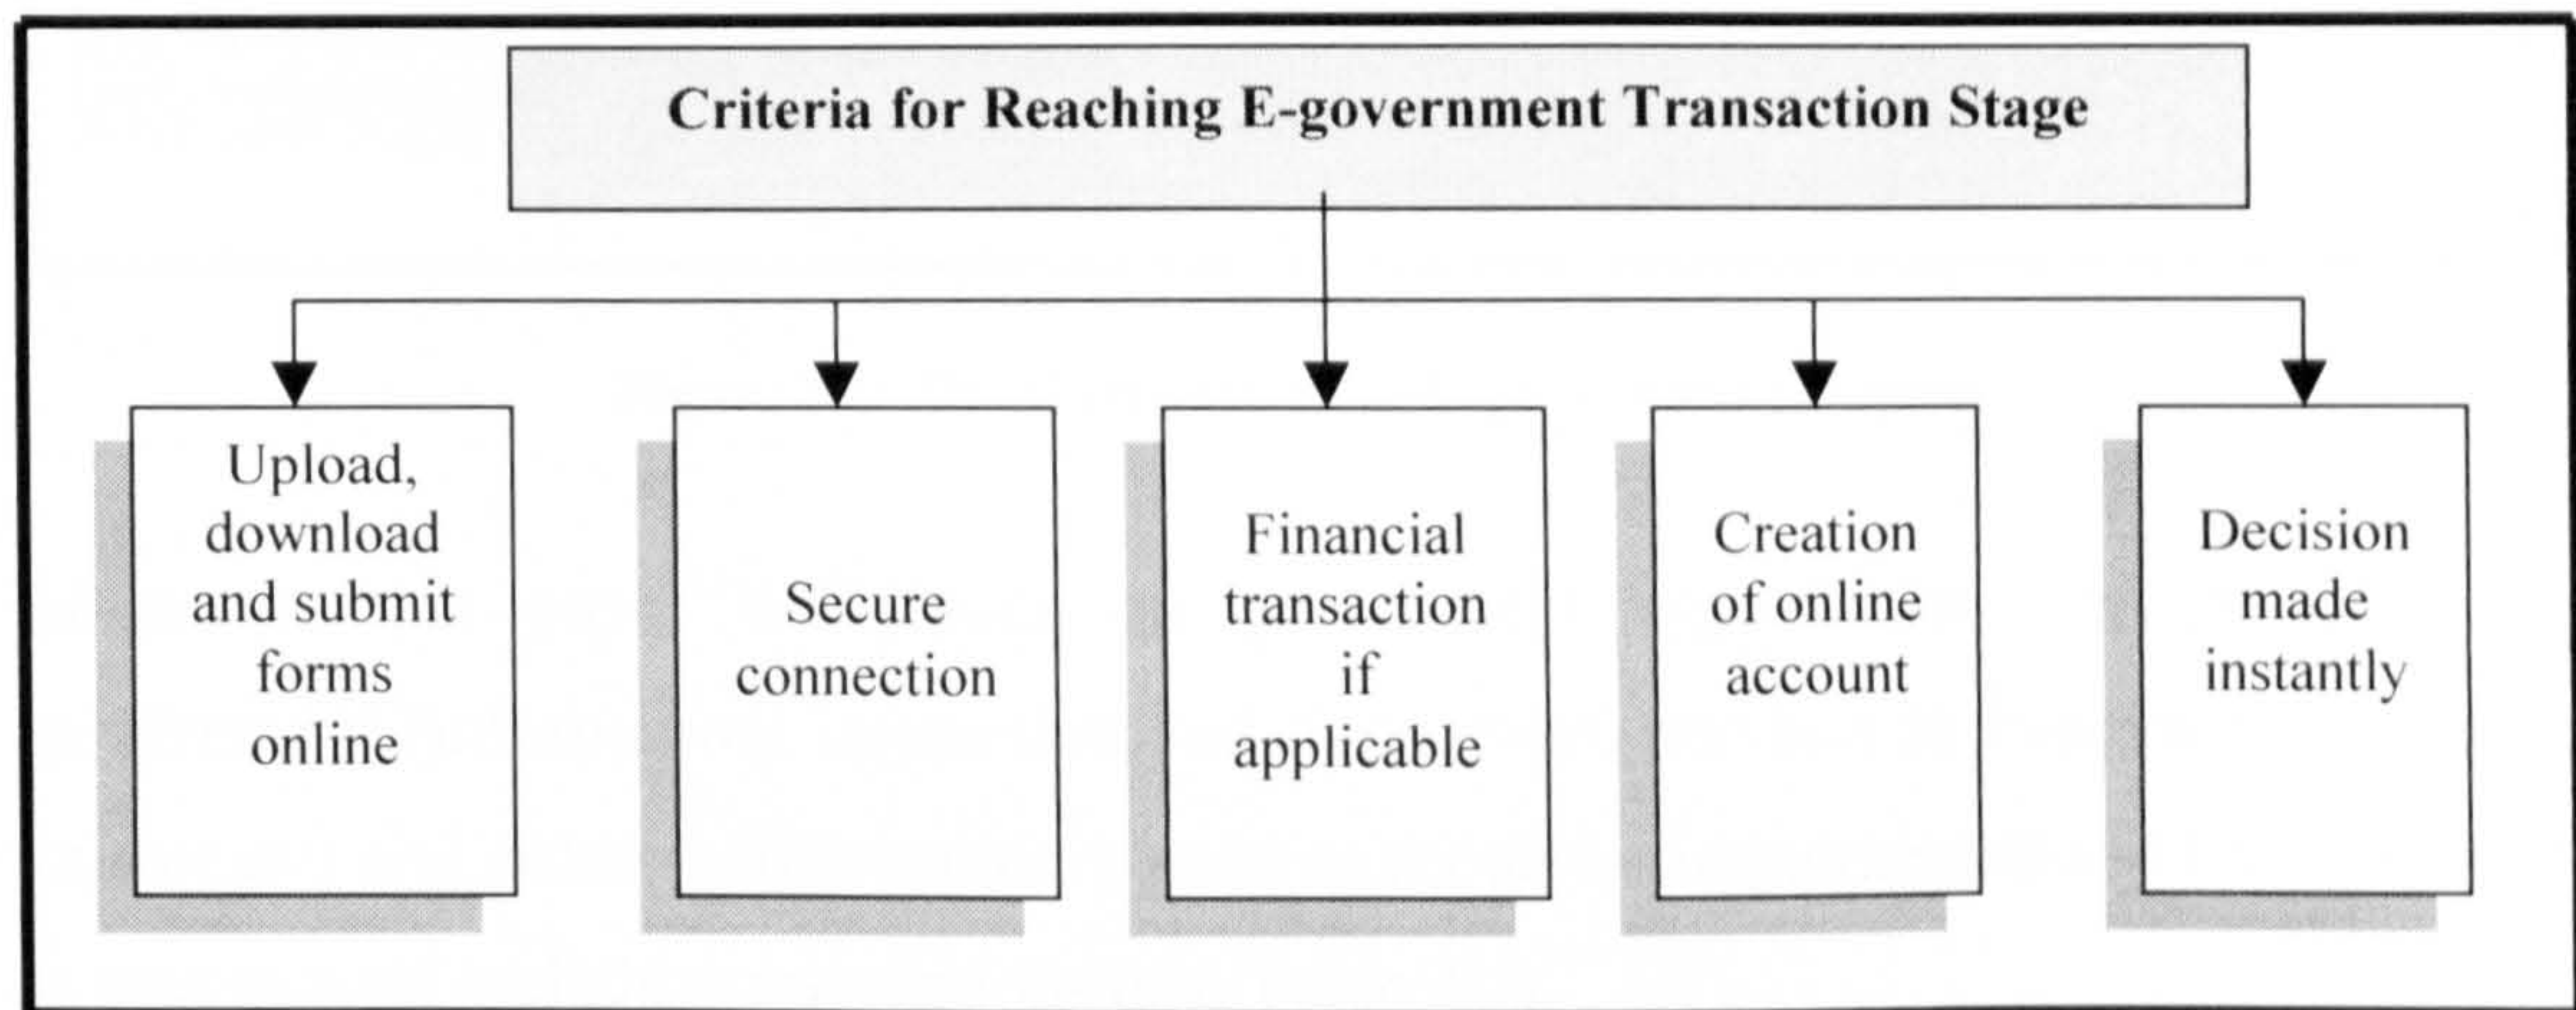 Criteria for Reaching E-government Transaction Stage
Upload,
download
and submit
forms
online
Secure
connection
Financial
transaction
if
applicable
Creation
of online
account
Decision
made
instantly